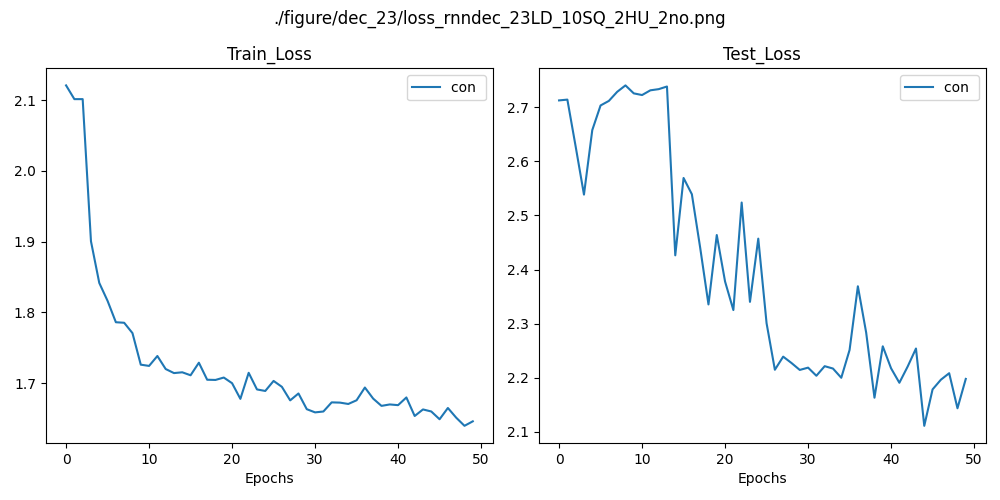 ./figure/dec_23/loss_rnndec_23LD_10SQ_2HU_2no.png
Train_Loss
con
2.1
2.0
1.9
1.8
1.7
0 10 20 30 40 50
Epochs
Test_Loss
con
2.7
2.6
2.5
2.4
2.3
2.2
2.1
0 10 20 30 40 50
Epochs